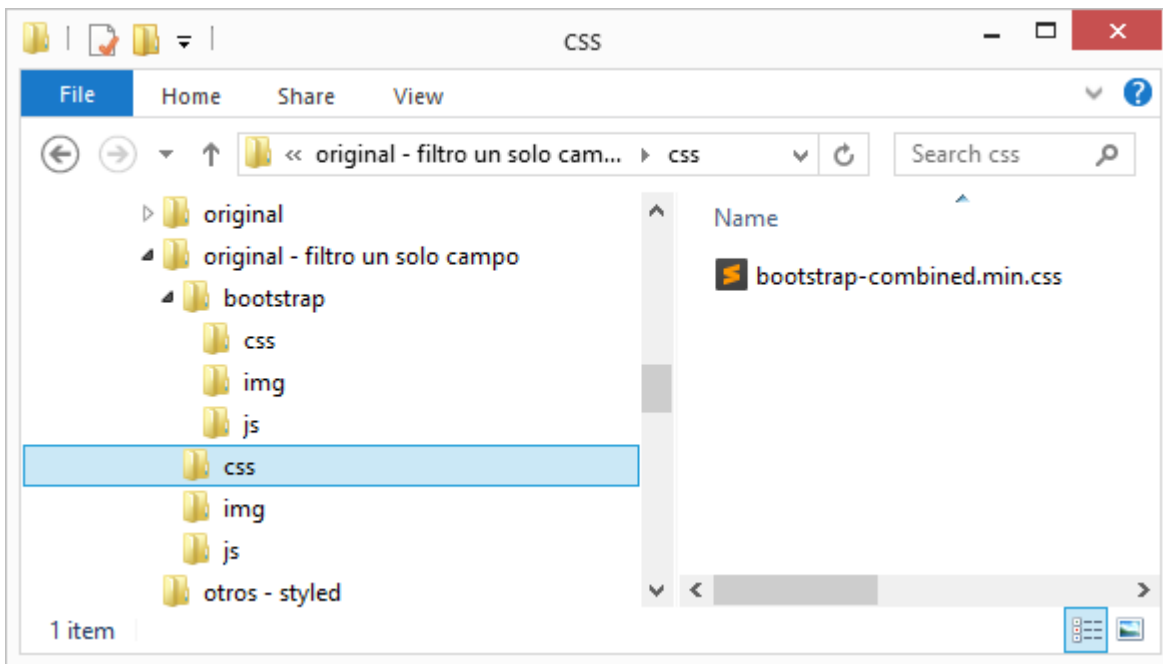 css
File Home Share View
« original - filtro un solo cam... css Search css
original
original - filtro un solo campo
bootstrap
css
img
js
css
img
js
otros - styled
Name
bootstrap-combined.min.css
1 item